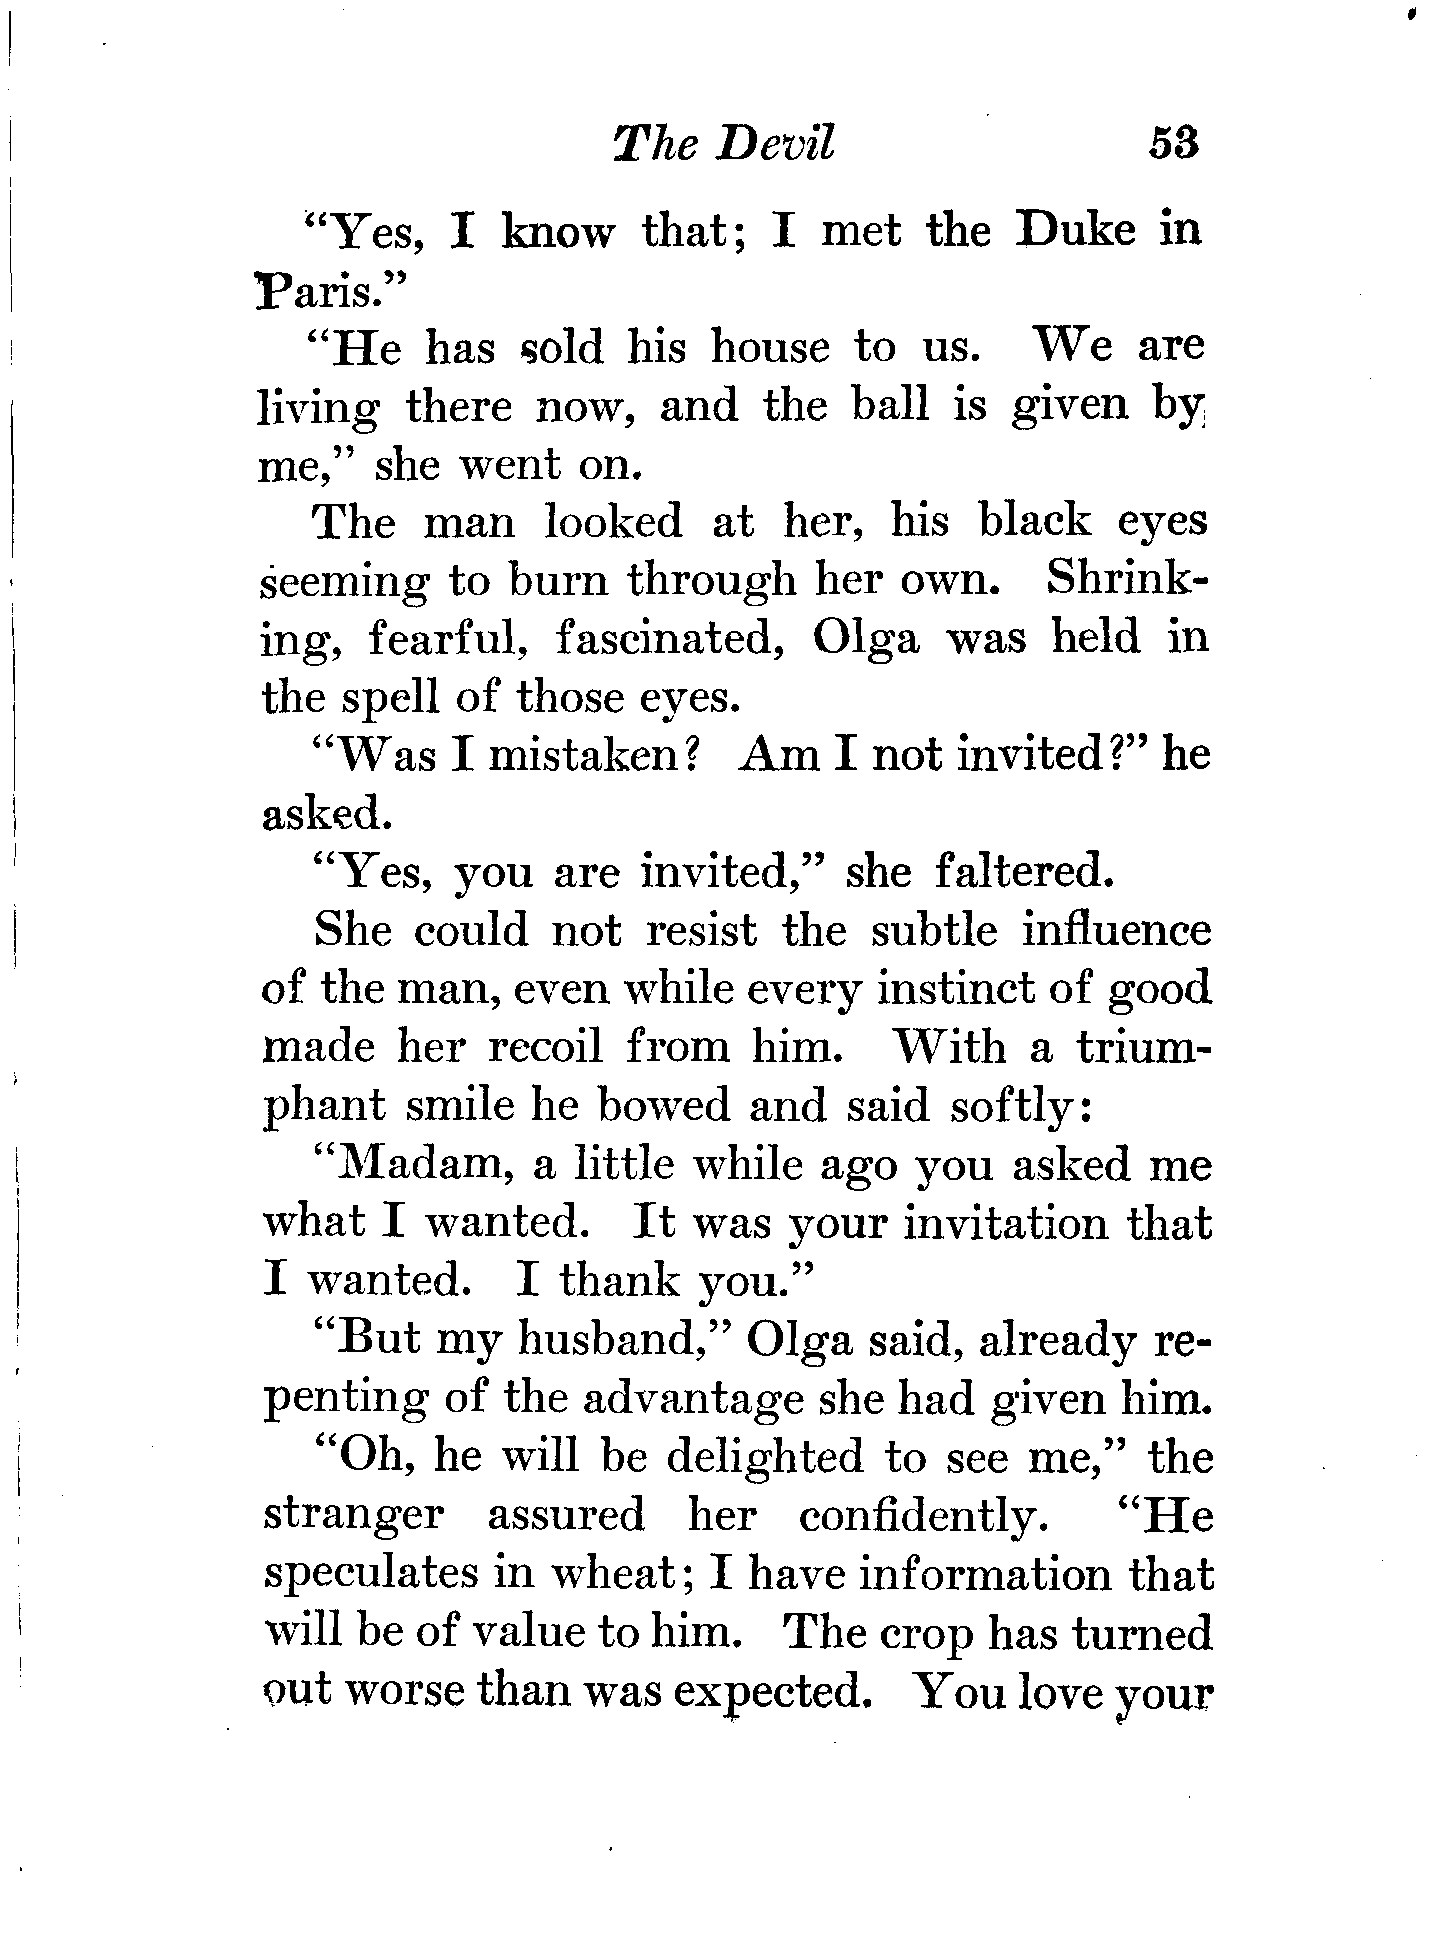 The Devil 53
“Yes, I know that; I met the Duke in
Paris.”
“He has sold his house to us. We are
living there now, and the ball is given by
me,” she went on.
The man looked at her, his black eyes
seeming to burn through her own. Shrink-
ing, fearful, fascinated, Olga was held in
the spell of those eyes.
“Was I mistaken? Am I not invited?” he
asked.
“Yes, you are invited,” she faltered.
She could not resist the subtle influence
of the man, even while every instinct of good
made her recoil from him. With a trium-
phant smile he bowed and said softly:
“Madam, a little while ago you asked me
what I wanted. It was your invitation that
I wanted. I thank you.”
“But my husband,” Olga said, already re-
penting of the advantage she had given him.
“Oh, he will be delighted to see me,” the
stranger assured her confidently. “He
speculates in wheat; I have information that
will be of value to him. The crop has turned
out worse than was expected. You love your